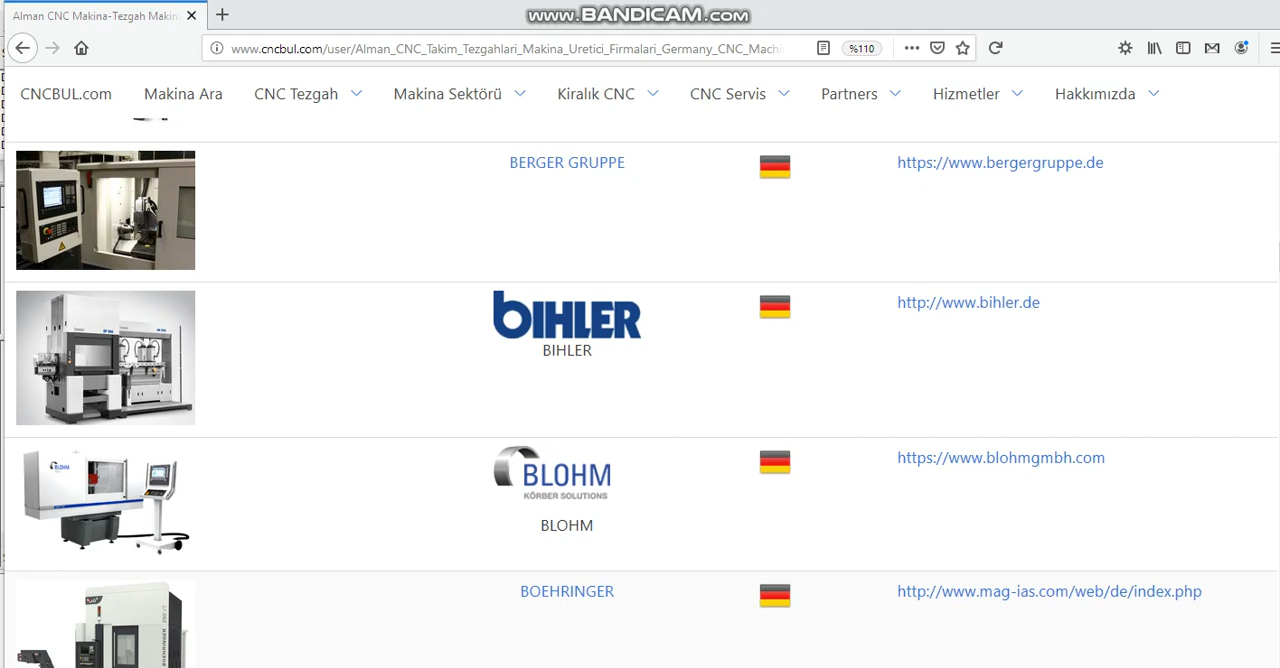 www.BANDICAM.com
Alman CNC Makina-Tezgah Makin
www.cncbul.com/user/Alman_CNC_Takim_Tezgahlari_Makina_Uretici_Firmalari_Germany_CNC_Machi
%110
CNCBUL.com Makina Ara CNC Tezgah Makina Sektörü Kiralık CNC CNC Servis Partners Hizmetler Hakkımızda
BERGER GRUPPE https://www.bergergruppe.de
BIHLER
BIHLER
http://www.bihler.de
BLOHM
BLOHM
KÖRBER SOLUTIONS
BLOHM
https://www.blohmgmbh.com
BOEHRINGER http://www.mag-ias.com/web/de/index.php